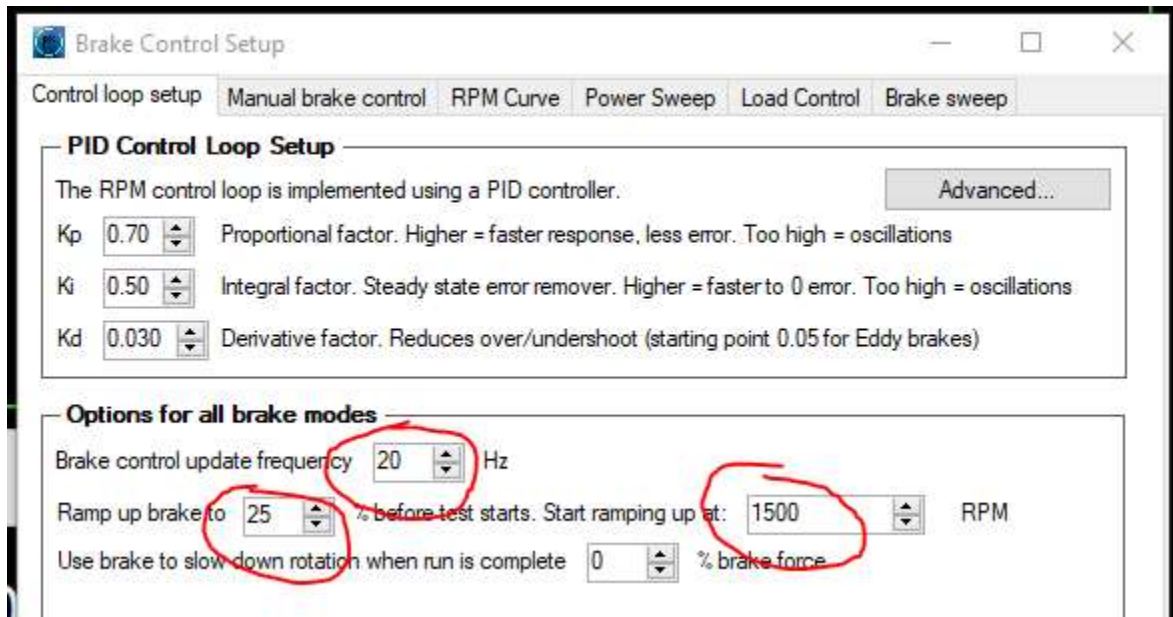 Brake Control Setup
Control loop setup Manual brake control RPM Curve Power Sweep Load Control Brake sweep
PID Control Loop Setup
The RPM control loop is implemented using a PID controller. Advanced...
Kp 0.70 Proportional factor. Higher = faster response, less error. Too high = oscillations
Ki 0.50 Integral factor. Steady state error remover. Higher = faster to 0 error. Too high = oscillations
Kd 0.030 Derivative factor. Reduces over/undershoot (starting point 0.05 for Eddy brakes)
Options for all brake modes
Brake control update frequency 20 Hz
Ramp up brake to 25 % before test starts. Start ramping up at: 1500 RPM
Use brake to slow down rotation when run is complete 0 % brake force